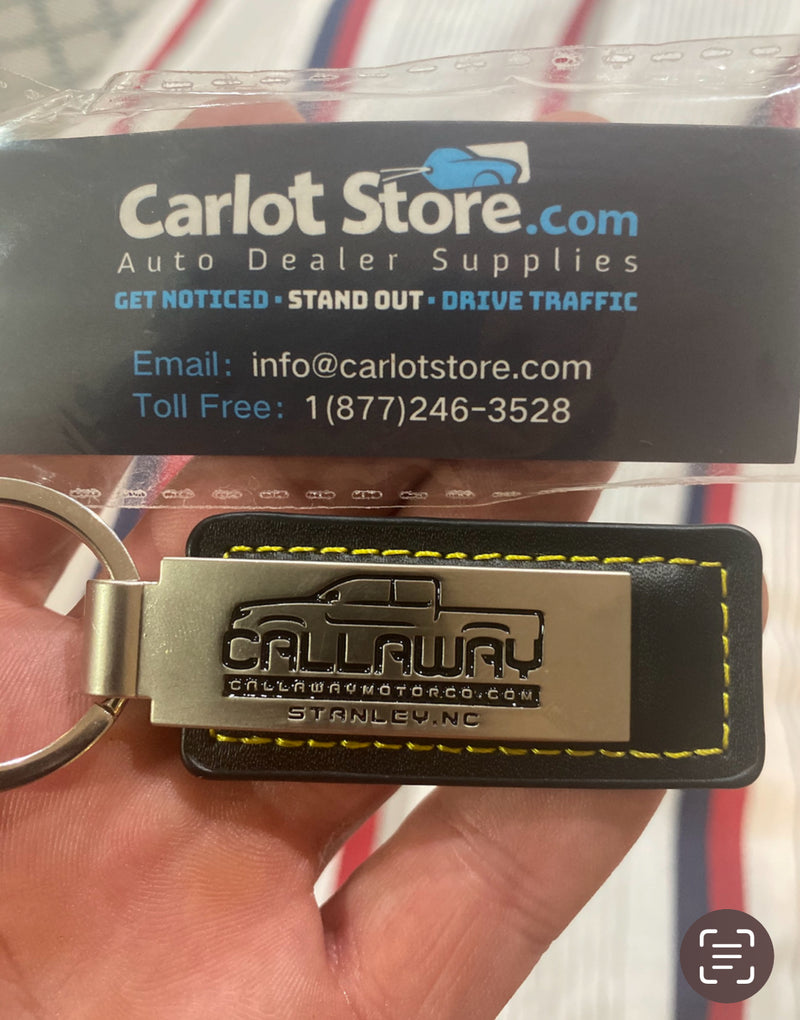 Carlot Store.com
Auto Dealer Supplies
GET NOTICED · STAND OUT · DRIVE TRAFFIC
Email: info@carlotstore.com
Toll Free: 1(877)246-3528
CALLAWAY
CALLAWAYMOTORCO.COM
STANLEY.NC